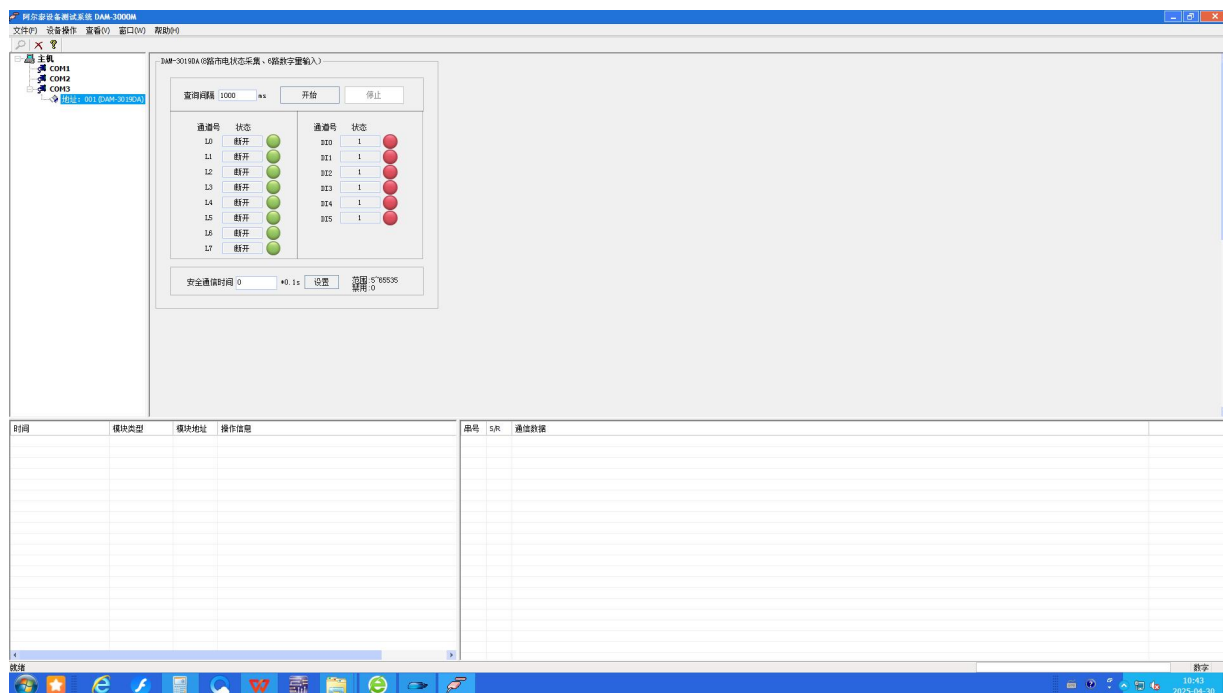 阿尔泰设备测试系统 DAM-3000M
文件(F) 设备操作 查看(V) 窗口(W) 帮助(H)
主机
COM1
COM2
COM3
地址: 001 (DAM-3019DA)
DAM-3019DA(8路市电状态采集、6路数字量输入)
查询间隔 1000 ms 开始 停止
通道号 状态 通道号 状态
L0 断开 DI0 1
L1 断开 DI1 1
L2 断开 DI2 1
L3 断开 DI3 1
L4 断开 DI4 1
L5 断开 DI5 1
L6 断开
L7 断开
安全通信时间 0 *0.1s 设置 范围:5~65535
禁用:0
时间 模块类型 模块地址 操作信息 串号 S/R 通信数据
就绪 数字
10:43
2025-04-30